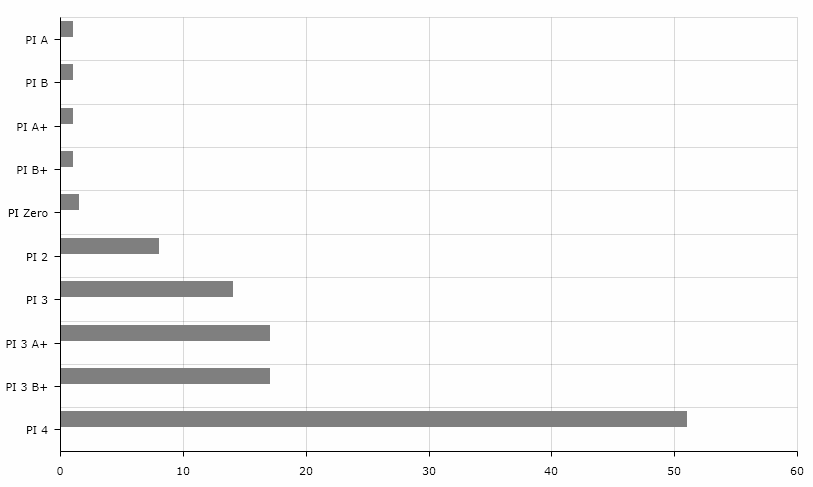 PI A
PI B
PI A+
PI B+
PI Zero
PI 2
PI 3
PI 3 A+
PI 3 B+
PI 4
0 10 20 30 40 50 60